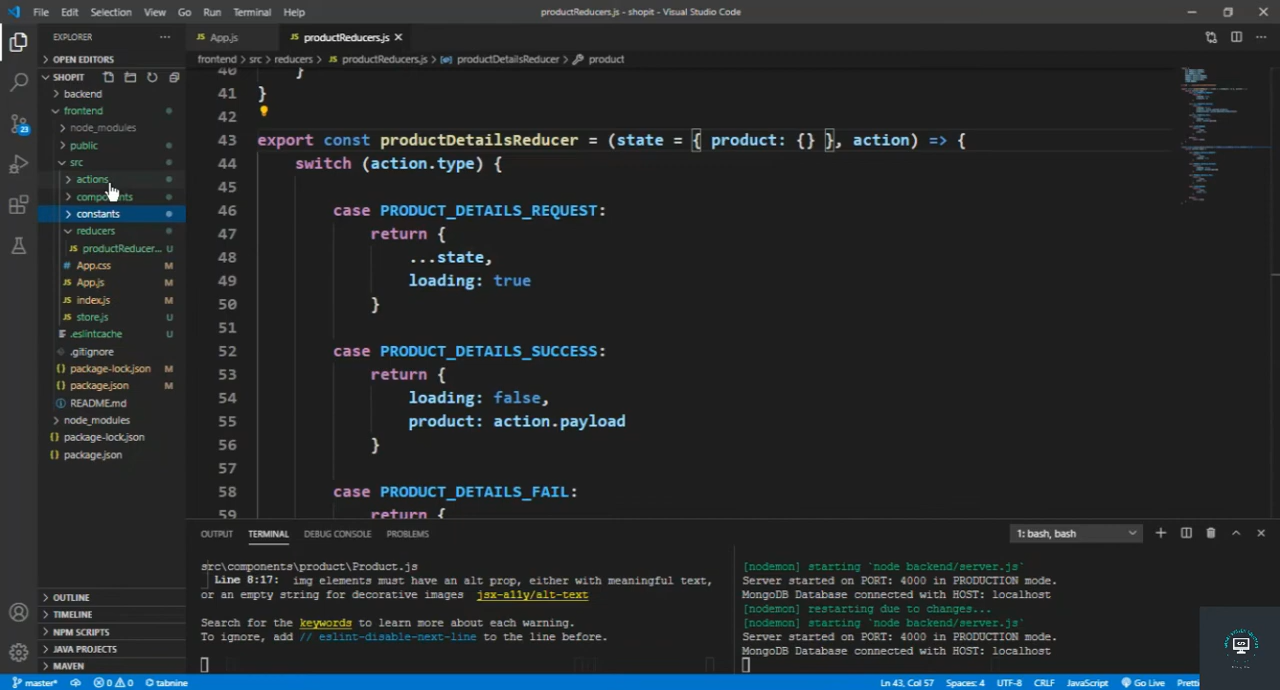 File Edit Selection View Go Run Terminal Help
productReducers.js - shopit - Visual Studio Code
EXPLORER
OPEN EDITORS
SHOPIT
backend
frontend
node_modules
public
src
actions
components
constants
reducers
JS productReducer... U
# App.css M
JS App.js M
JS index.js M
JS store.js U
.eslintcache U
.gitignore
{} package-lock.json M
{} package.json M
README.md
node_modules
{} package-lock.json
{} package.json
OUTLINE
TIMELINE
NPM SCRIPTS
JAVA PROJECTS
MAVEN
23
JS App.js
JS productReducers.js
frontend > src > reducers > JS productReducers.js > productDetailsReducer > product
40 }
41 }
42
43 export const productDetailsReducer = (state = { product: {} }, action) => {
44 switch (action.type) {
45
46 case PRODUCT_DETAILS_REQUEST:
47 return {
48 ...state,
49 loading: true
50 }
51
52 case PRODUCT_DETAILS_SUCCESS:
53 return {
54 loading: false,
55 product: action.payload
56 }
57
58 case PRODUCT_DETAILS_FAIL:
59 return {
OUTPUT TERMINAL DEBUG CONSOLE PROBLEMS
1: bash, bash
src\components\product\Product.js
Line 8:17: img elements must have an alt prop, either with meaningful text,
or an empty string for decorative images jsx-a11y/alt-text
Search for the keywords to learn more about each warning.
To ignore, add // eslint-disable-next-line to the line before.
[nodemon] starting `node backend/server.js`
Server started on PORT: 4000 in PRODUCTION mode.
MongoDB Database connected with HOST: localhost
[nodemon] restarting due to changes...
[nodemon] starting `node backend/server.js`
Server started on PORT: 4000 in PRODUCTION mode.
MongoDB Database connected with HOST: localhost
master* 0 0 tabnine
Ln 43, Col 57 Spaces: 4 UTF-8 CRLF JavaScript Go Live